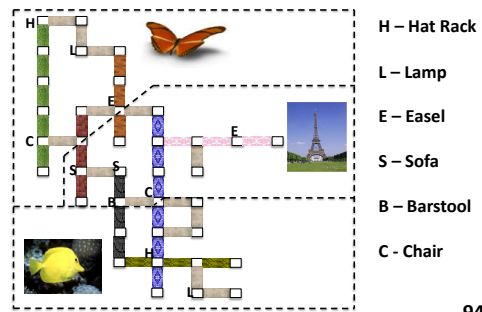 H
H – Hat Rack
L
L – Lamp
E
E
E – Easel
C
S
S
S – Sofa
C
B
B – Barstool
H
C - Chair
L
94